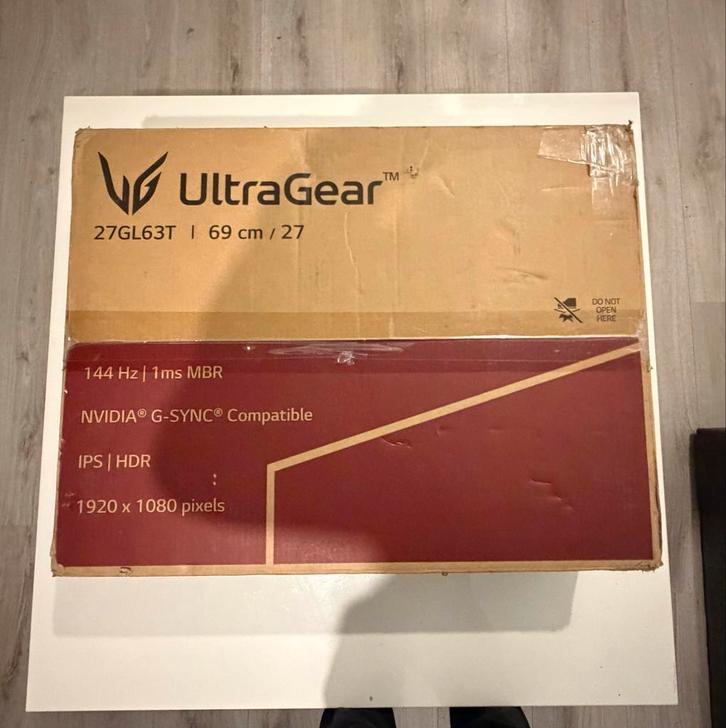 UltraGear™
27GL63T | 69 cm / 27
DO NOT
OPEN
HERE
144 Hz | 1ms MBR
NVIDIA® G-SYNC® Compatible
IPS | HDR
1920 x 1080 pixels